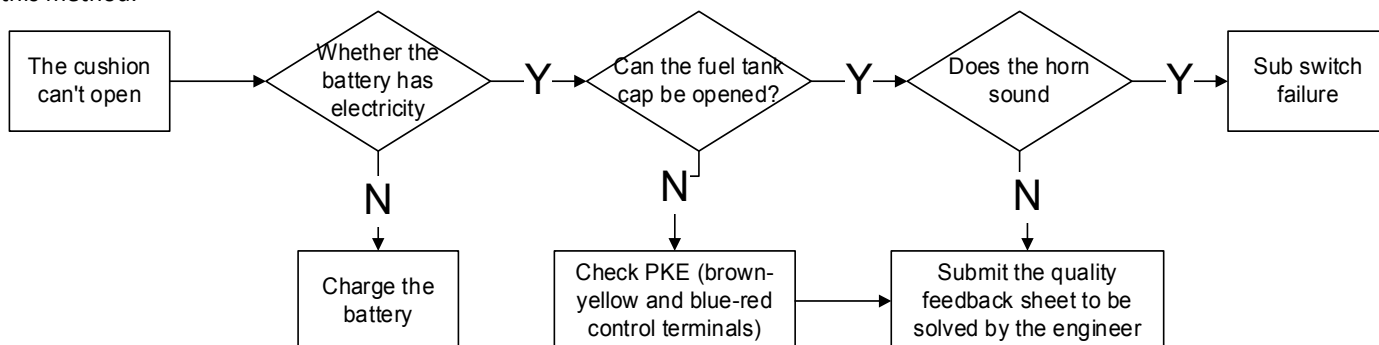 this method.
The cushion
can't open
Whether the
battery has
electricity
Y
Can the fuel tank
cap be opened?
Y
Does the horn
sound
Y
Sub switch
failure
N
N
N
Charge the
battery
Check PKE (brown-
yellow and blue-red
control terminals)
Submit the quality
feedback sheet to be
solved by the engineer